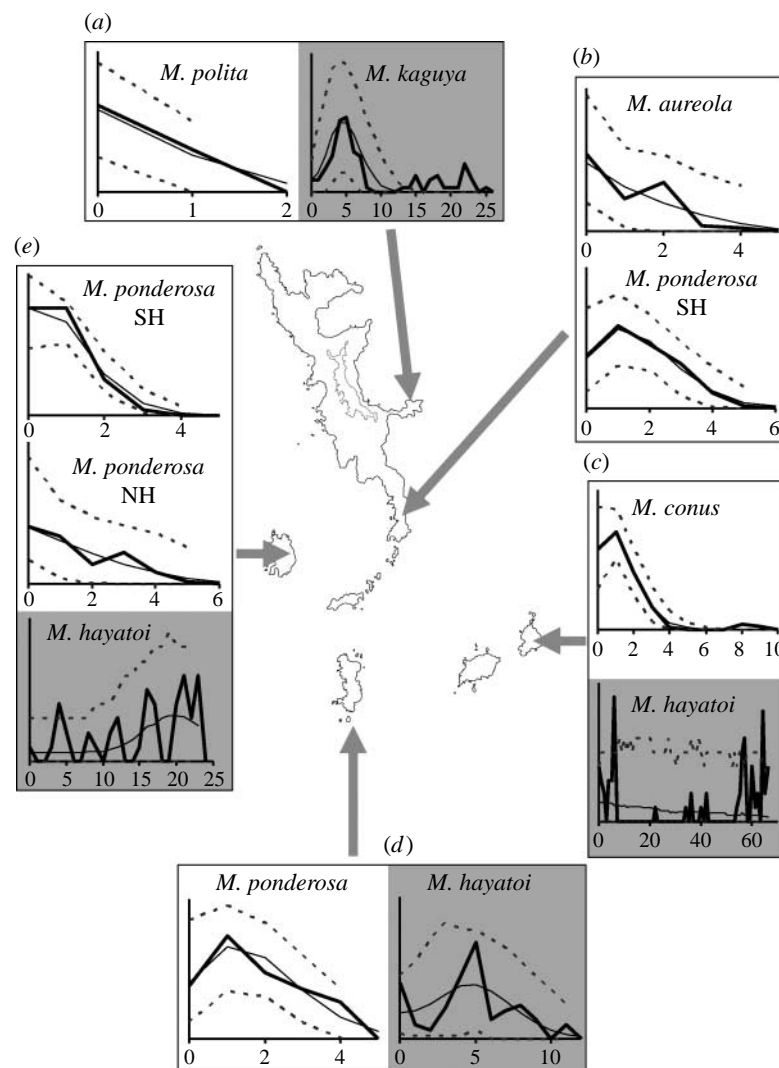 (a)
M. polita
0 1 2
M. kaguya
0 5 10 15 20 25
(b)
M. aureola
0 2 4 6
M. ponderosa
SH
0 2 4 6
(e)
M. ponderosa
SH
0 2 4
M. ponderosa
NH
0 2 4 6
M. hayatoi
0 5 10 15 20 25
(c)
M. conus
0 2 4 6 8 10
M. hayatoi
0 20 40 60
(d)
M. ponderosa
0 2 4
M. hayatoi
0 5 10